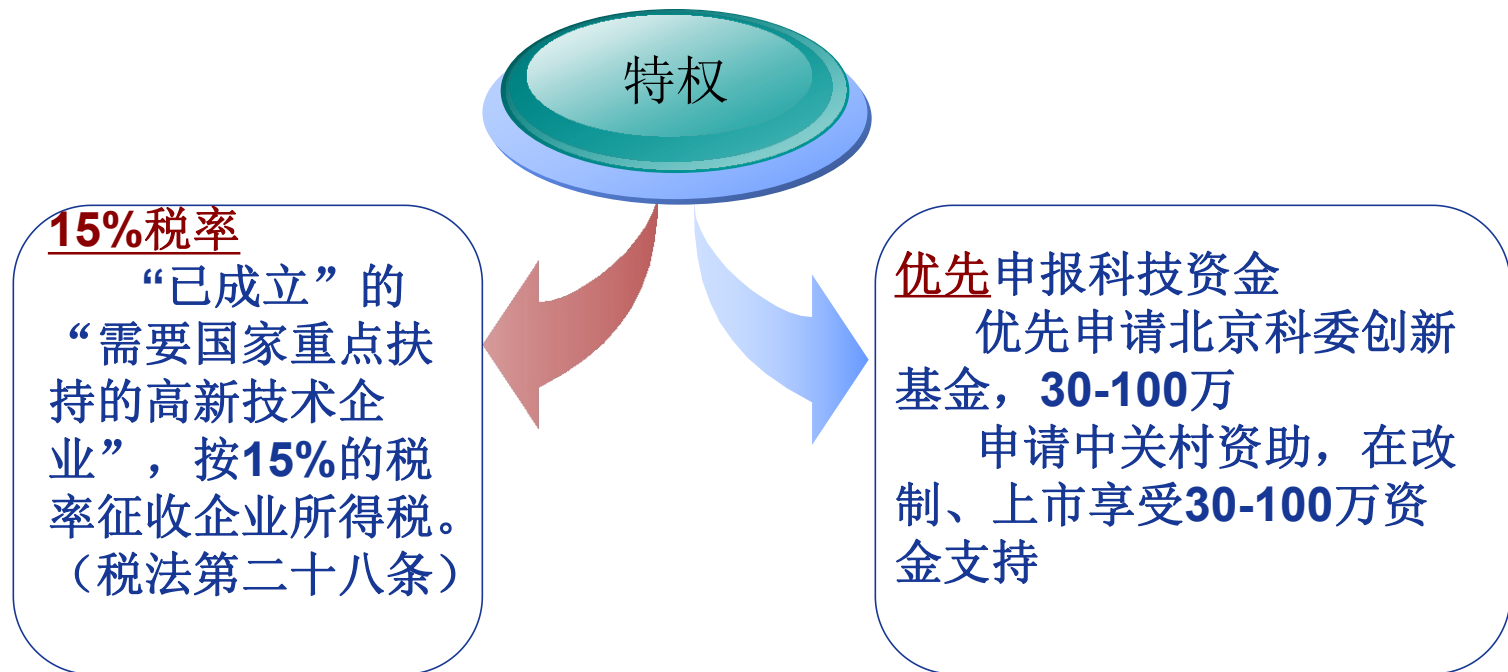 特权
15%税率
“已成立”的
“需要国家重点扶
持的高新技术企
业”，按15%的税
率征收企业所得税。
（税法第二十八条）
优先申报科技资金
优先申请北京科委创新
基金，30-100万
申请中关村资助，在改
制、上市享受30-100万资
金支持